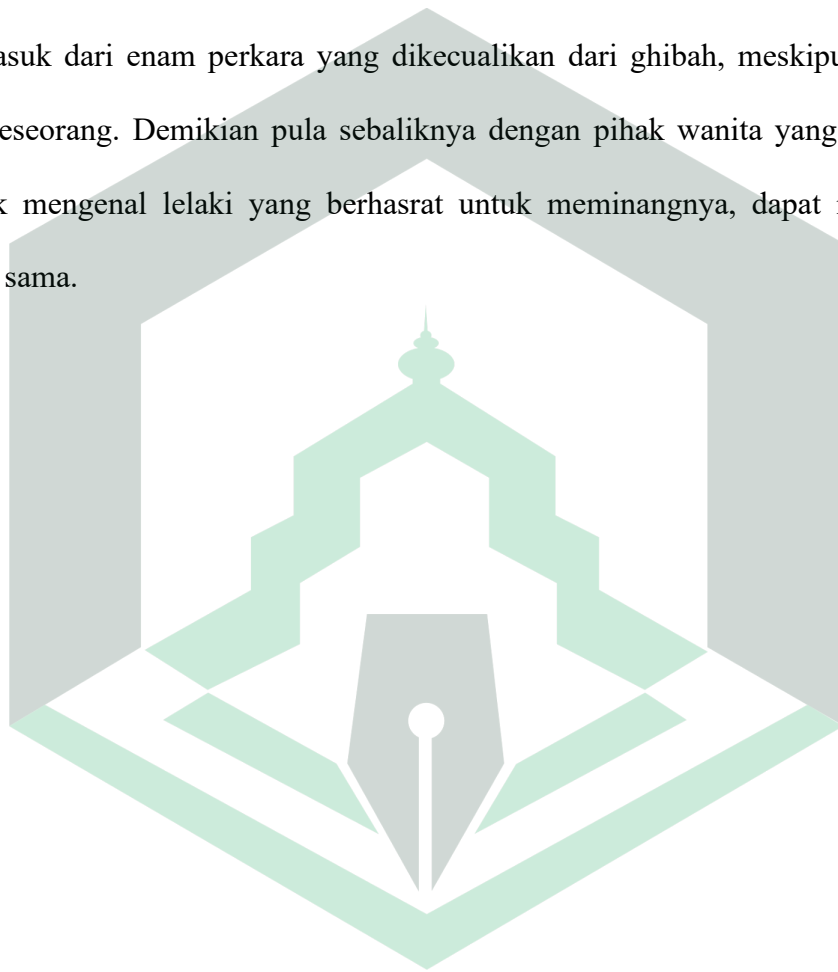 asuk dari enam perkara yang dikecualikan dari ghibah, meskipu
eseorang. Demikian pula sebaliknya dengan pihak wanita yang
k mengenal lelaki yang berhasrat untuk meminangnya, dapat
sama.